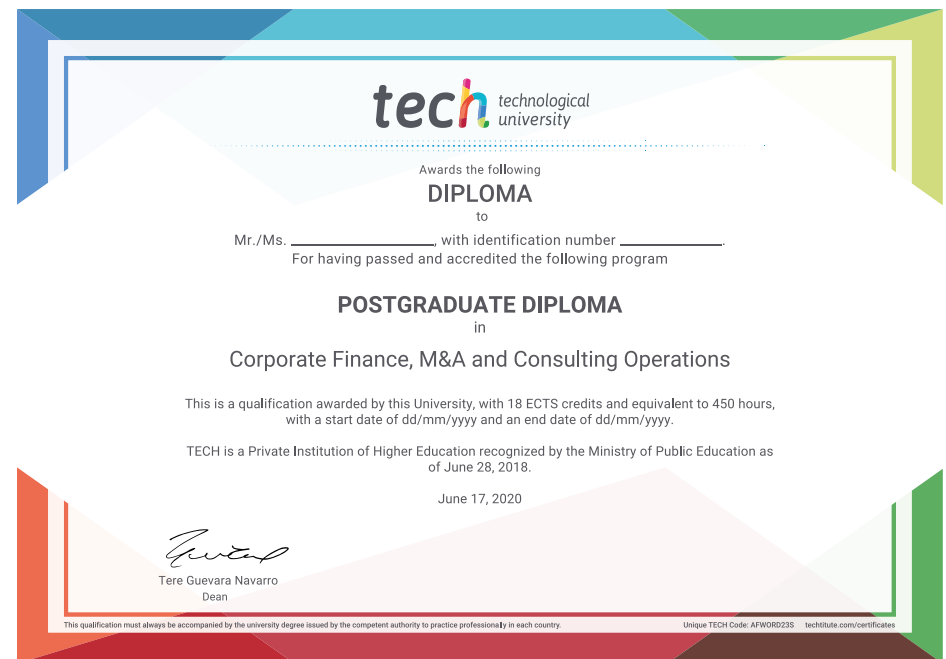 tech technological
university
Awards the following
DIPLOMA
to
Mr./Ms. ____________________, with identification number ______________.
For having passed and accredited the following program
POSTGRADUATE DIPLOMA
in
Corporate Finance, M&A and Consulting Operations
This is a qualification awarded by this University, with 18 ECTS credits and equivalent to 450 hours,
with a start date of dd/mm/yyyy and an end date of dd/mm/yyyy.
TECH is a Private Institution of Higher Education recognized by the Ministry of Public Education as
of June 28, 2018.
June 17, 2020
Tere Guevara Navarro
Dean
This qualification must always be accompanied by the university degree issued by the competent authority to practice professionally in each country. Unique TECH Code: AFWORD23S techtitute.com/certificates